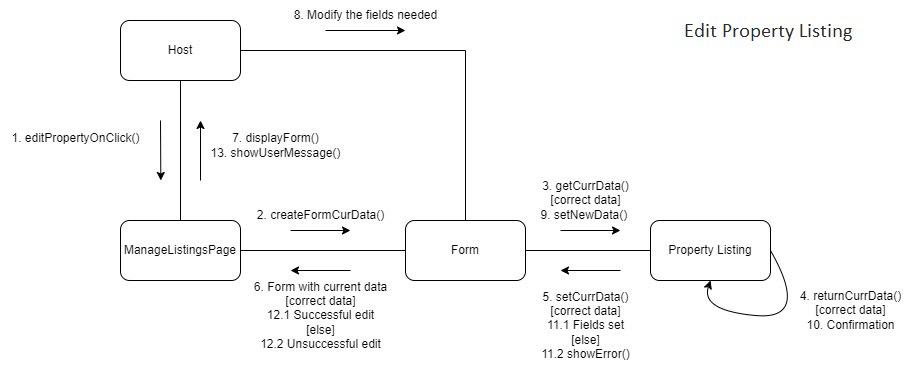 8. Modify the fields needed
Edit Property Listing
Host
1. editPropertyOnClick()
7. displayForm()
13. showUserMessage()
3. getCurrData()
[correct data]
9. setNewData()
2. createFormCurData()
ManageListingsPage
Form
Property Listing
6. Form with current data
[correct data]
12.1 Successful edit
[else]
12.2 Unsuccessful edit
5. setCurrData()
[correct data]
11.1 Fields set
[else]
11.2 showError()
4. returnCurrData()
[correct data]
10. Confirmation